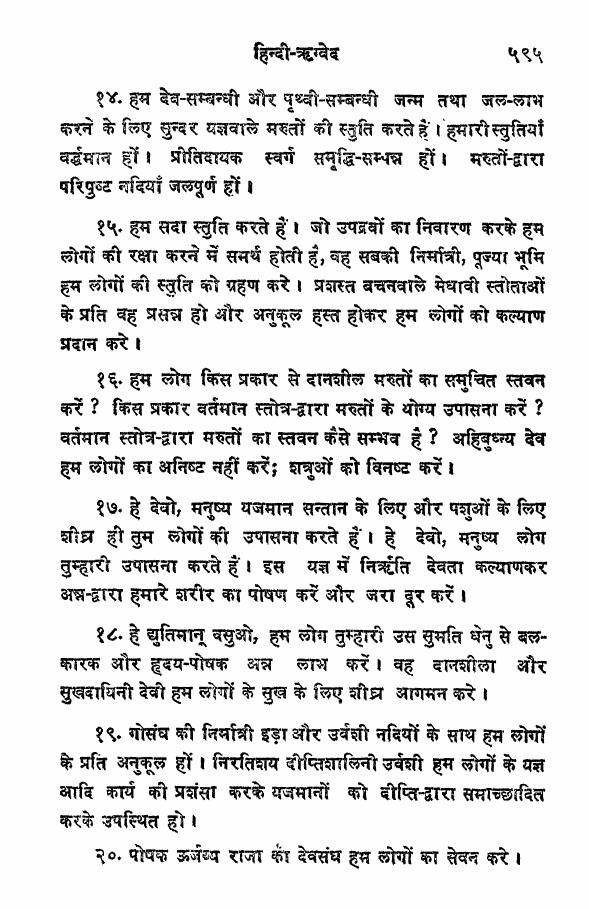 हिन्दी-ऋग्वेद ५९५
१४. हम देव-सम्बन्धी और पृथ्वी-सम्बन्धी जन्म तथा जल-लाभ
करने के लिए सुन्दर यज्ञवाले मरुतों की स्तुति करते हैं। हमारी स्तुतियाँ
वर्द्धमान हों। प्रीतिदायक स्वर्ग समृद्धि-सम्पन्न हों। मरुतों-द्वारा
परिपुष्ट नदियाँ जलपूर्ण हों।
१५. हम सदा स्तुति करते हैं। जो उपद्रवों का निवारण करके हम
लोगों की रक्षा करने में समर्थ होती है, वह सबकी निर्मात्री, पूज्या भूमि
हम लोगों की स्तुति को ग्रहण करे। प्रशस्त बचनवाले मेधावी स्तोताओं
के प्रति वह प्रसन्न हो और अनुकूल हस्त होकर हम लोगों को कल्याण
प्रदान करे।
१६. हम लोग किस प्रकार से दानशील मरुतों का समुचित स्तवन
करें? किस प्रकार वर्तमान स्तोत्र-द्वारा मरुतों के योग्य उपासना करें?
वर्तमान स्तोत्र-द्वारा मरुतों का स्तवन कैसे सम्भव है? अहिबुध्न्य देव
हम लोगों का अनिष्ट नहीं करें; शत्रुओं को विनष्ट करें।
१७. हे देवो, मनुष्य यजमान सन्तान के लिए और पशुओं के लिए
शीघ्र ही तुम लोगों की उपासना करते हैं। हे देवो, मनुष्य लोग
तुम्हारी उपासना करते हैं। इस यज्ञ में निर्ऋति देवता कल्याणकर
अन्न-द्वारा हमारे शरीर का पोषण करें और जरा दूर करें।
१८. हे द्युतिमान् वसुओ, हम लोग तुम्हारी उस सुमति धेनु से बल-
कारक और हृदय-पोषक अन्न लाभ करें। वह दानशीला और
सुखदायिनी देवी हम लोगों के सुख के लिए शीघ्र आगमन करे।
१९. गोसंघ की निर्मात्री इड़ा और उर्वशी नदियों के साथ हम लोगों
के प्रति अनुकूल हों। निरतिशय दीप्तिशालिनी उर्वशी हम लोगों के यज्ञ
आदि कार्य की प्रशंसा करके यजमानों को दीप्ति-द्वारा समाच्छादित
करके उपस्थित हो।
२०. पोषक ऊर्जव्य राजा का देवसंघ हम लोगों का सेवन करे।